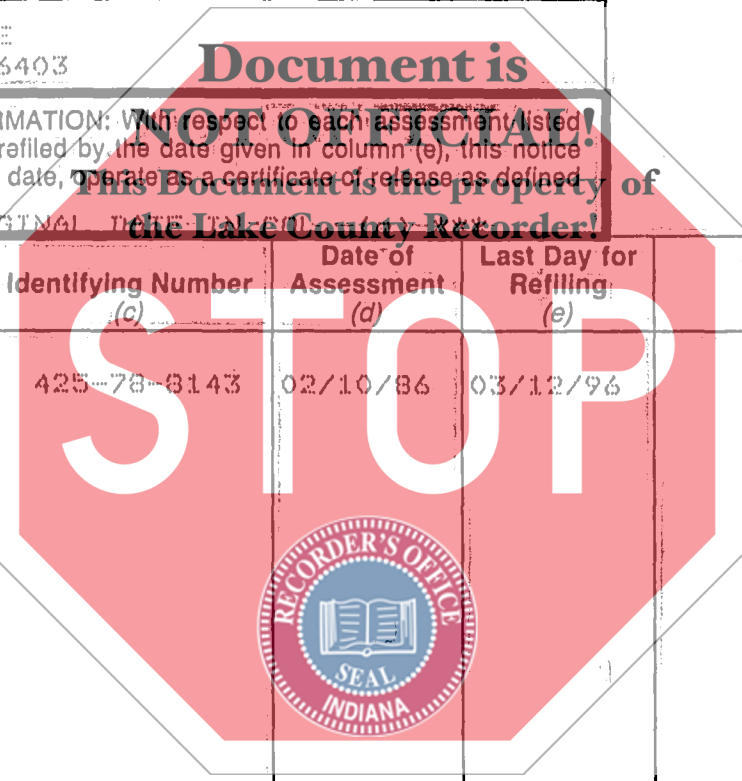 E
6403
Document is
NOT OFFICIAL!
This Document is the property of
the Lake County Recorder!
RMATION: With respect to each assessment listed
refiled by the date given in column (e), this notice
date, operate as a certificate of release as defined
Identifying Number
(c)
Date of
Assessment
(d)
Last Day for
Refiling
(e)
425-78-8143 02/10/86 03/12/96
STOP
RECORDER'S OFFICE
SEAL
INDIANA